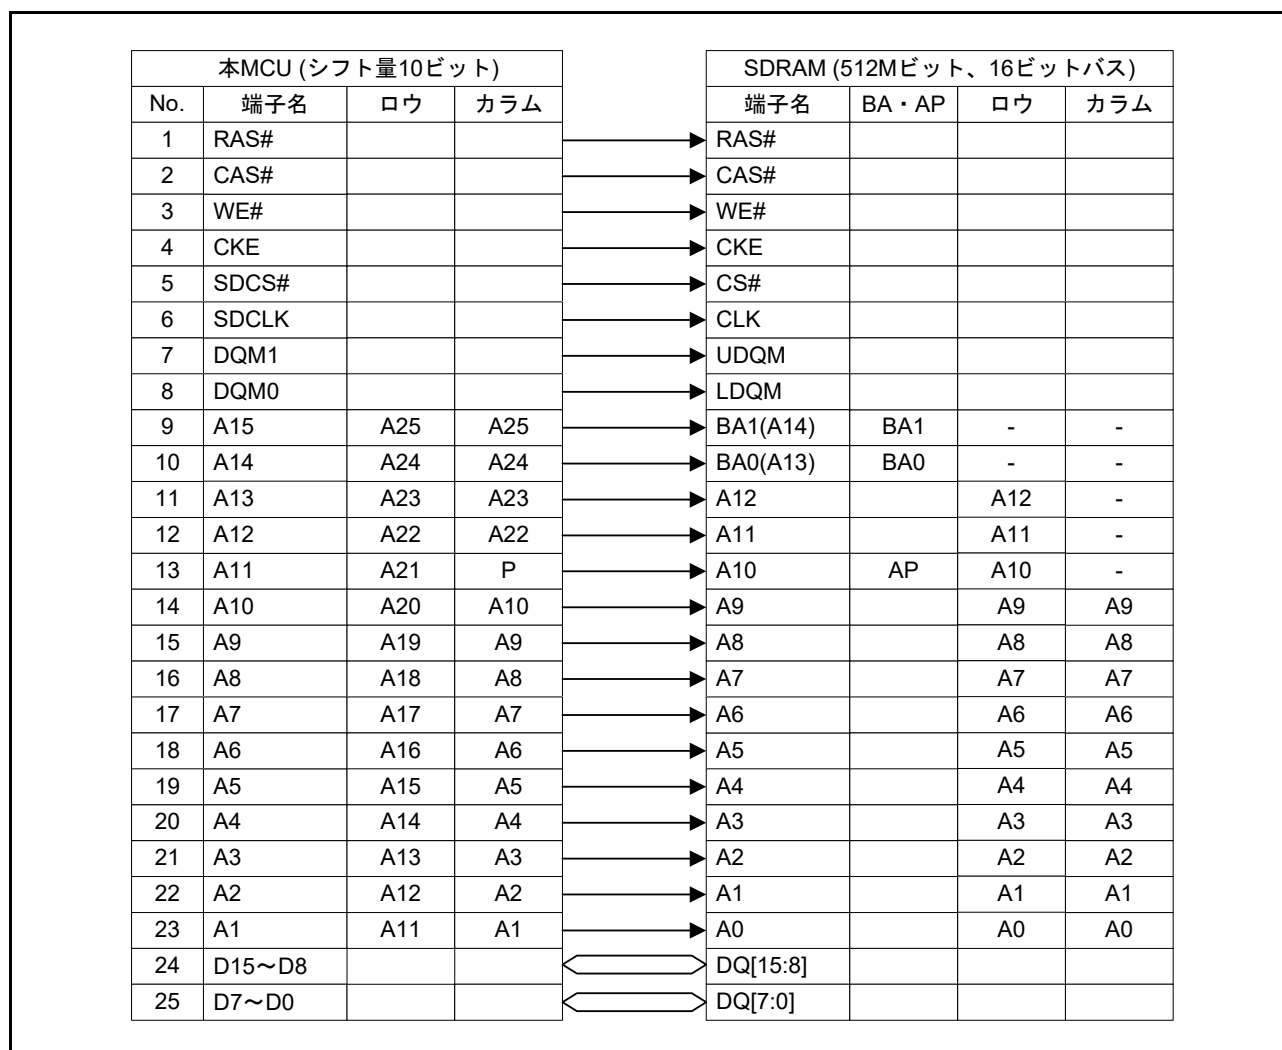 本MCU (シフト量10ビット) SDRAM (512Mビット、16ビットバス)
No. 端子名 ロウ カラム 端子名 BA・AP ロウ カラム
1 RAS# RAS#
2 CAS# CAS#
3 WE# WE#
4 CKE CKE
5 SDCS# CS#
6 SDCLK CLK
7 DQM1 UDQM
8 DQM0 LDQM
9 A15 A25 A25 BA1(A14) BA1 - -
10 A14 A24 A24 BA0(A13) BA0 - -
11 A13 A23 A23 A12 A12 -
12 A12 A22 A22 A11 A11 -
13 A11 A21 P A10 AP A10 -
14 A10 A20 A10 A9 A9 A9
15 A9 A19 A9 A8 A8 A8
16 A8 A18 A8 A7 A7 A7
17 A7 A17 A7 A6 A6 A6
18 A6 A16 A6 A5 A5 A5
19 A5 A15 A5 A4 A4 A4
20 A4 A14 A4 A3 A3 A3
21 A3 A13 A3 A2 A2 A2
22 A2 A12 A2 A1 A1 A1
23 A1 A11 A1 A0 A0 A0
24 D15～D8 DQ[15:8]
25 D7～D0 DQ[7:0]